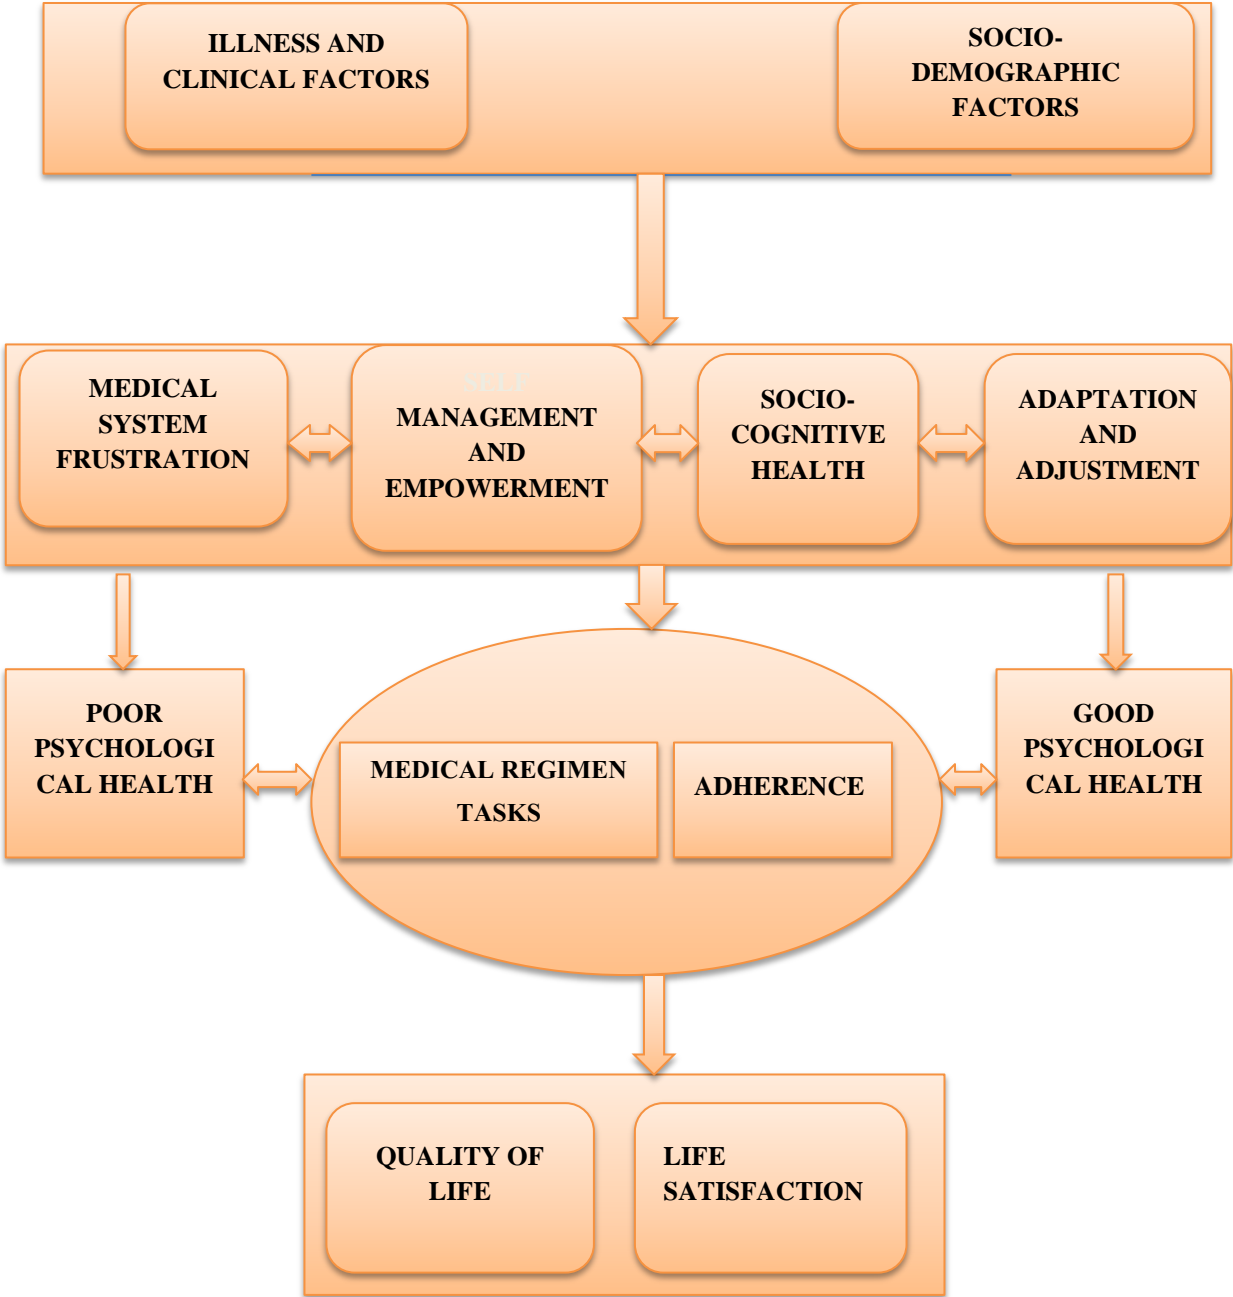 ILLNESS AND
CLINICAL FACTORS
SOCIO-
DEMOGRAPHIC
FACTORS
MEDICAL
SYSTEM
FRUSTRATION
SELF
MANAGEMENT
AND
EMPOWERMENT
SOCIO-
COGNITIVE
HEALTH
ADAPTATION
AND
ADJUSTMENT
POOR
PSYCHOLOGI
CAL HEALTH
MEDICAL REGIMEN
TASKS
ADHERENCE
GOOD
PSYCHOLOGI
CAL HEALTH
QUALITY OF
LIFE
LIFE
SATISFACTION